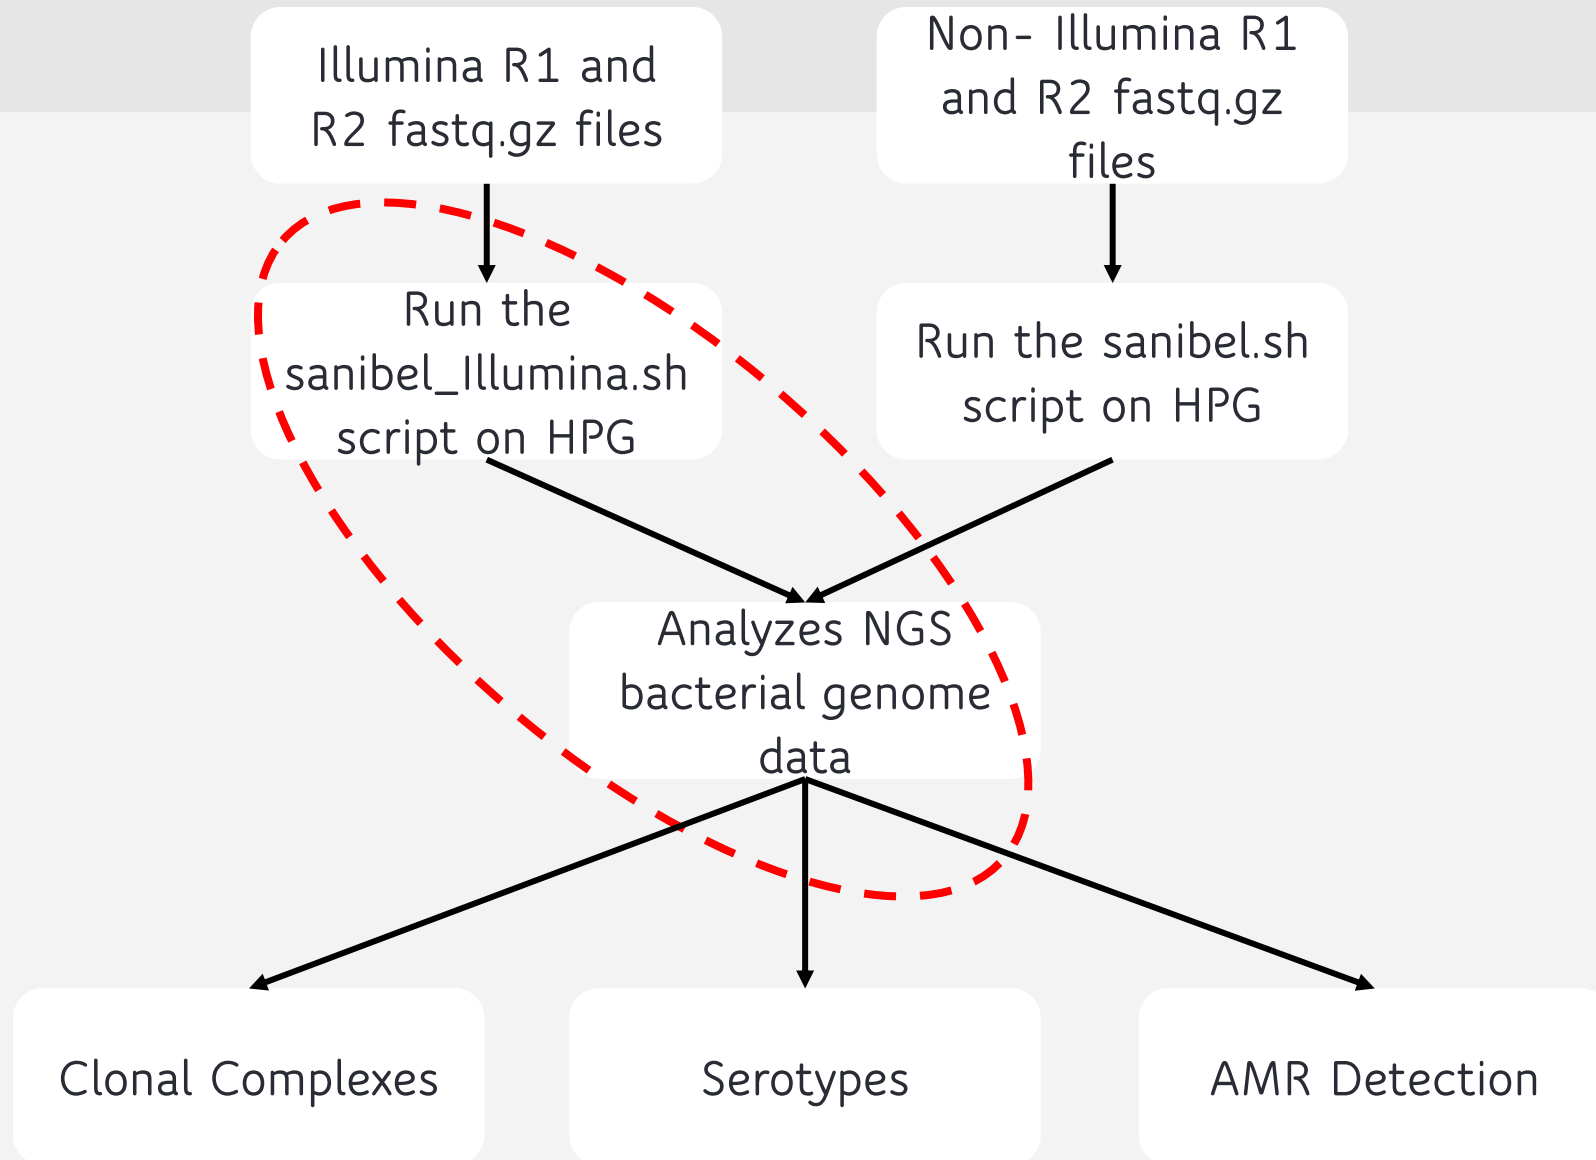 Illumina R1 and
R2 fastq.gz files
Non- Illumina R1
and R2 fastq.gz
files
Run the
sanibel_Illumina.sh
script on HPG
Run the sanibel.sh
script on HPG
Analyzes NGS
bacterial genome
data
Clonal Complexes
Serotypes
AMR Detection